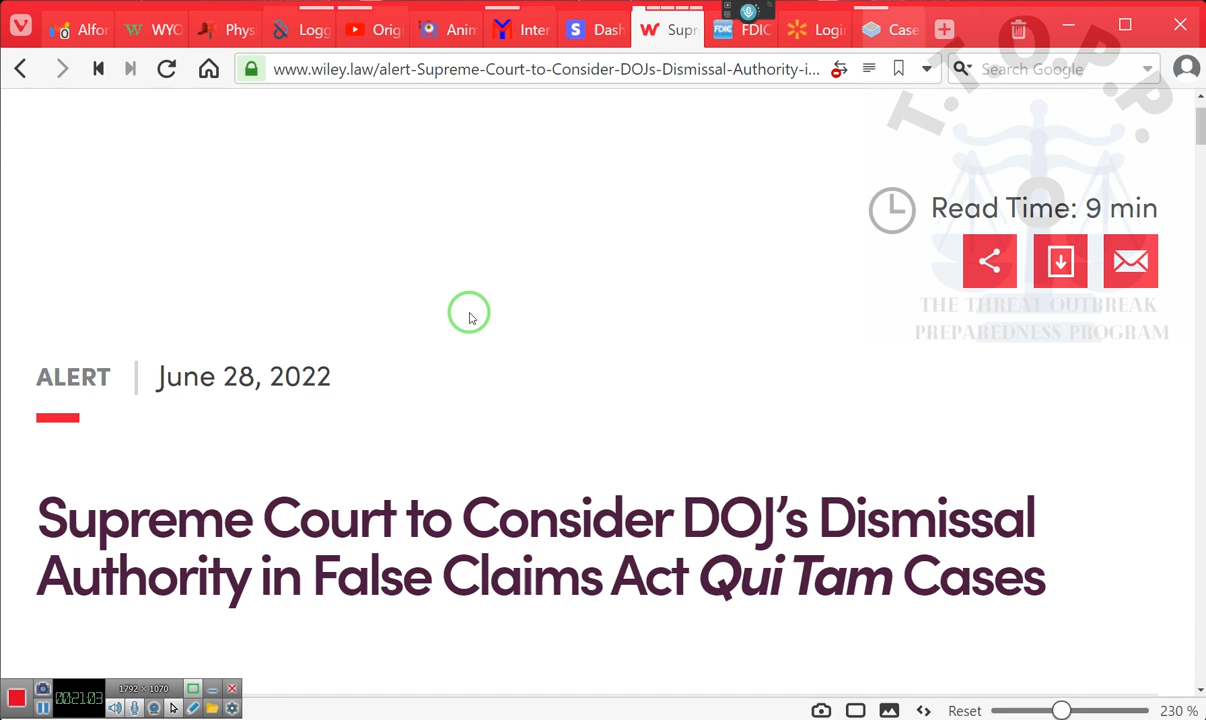 Alfor
WYO
Phys
Logg
Orig
Anim
Inter
Dash
Supr
FDIC
Login
Case
www.wiley.law/alert-Supreme-Court-to-Consider-DOJs-Dismissal-Authority-i...
Search Google
T.T.O.P.P.
Read Time: 9 min
THE THREAT OUTBREAK
PREPAREDNESS PROGRAM
ALERT
June 28, 2022
Supreme Court to Consider DOJ's Dismissal
Authority in False Claims Act Qui Tam Cases
00:21:03
1792 × 1070
Reset
230 %